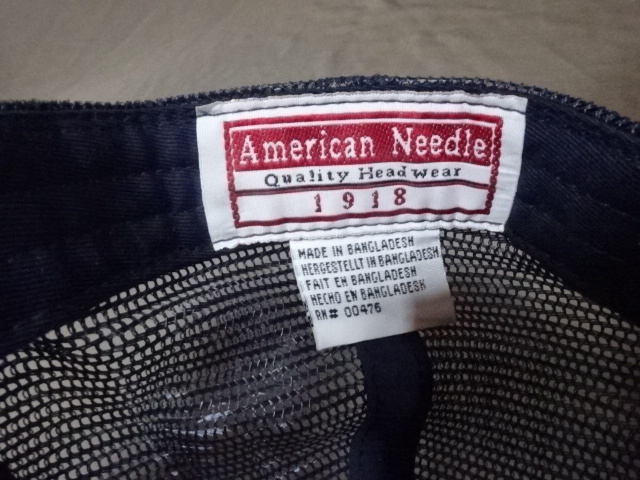 American Needle
Quality Headwear
1918
MADE IN BANGLADESH
HERGESTELLT IN BANGLADESH
FAIT EN BANGLADESH
HECHO EN BANGLADESH
RN# 00476